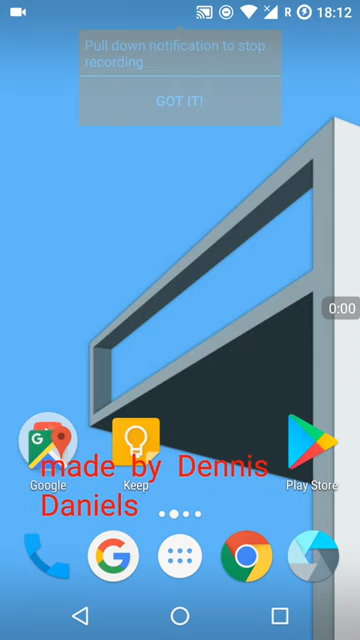 R 18:12
Pull down notification to stop
recording
GOT IT!
0:00
G
made by Dennis
Daniels
Google
Keep
Play Store
G